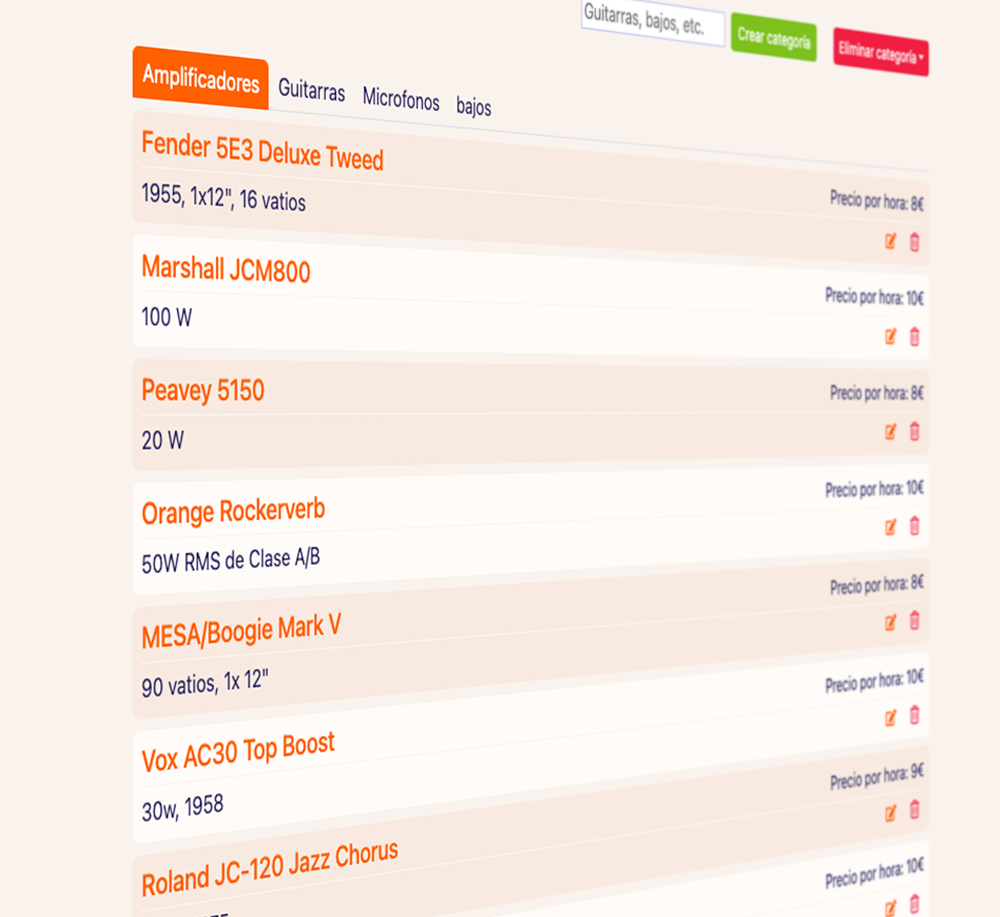 Guitarras, bajos, etc.
Crear categoría
Eliminar categoría
Amplificadores
Guitarras
Microfonos
bajos
Fender 5E3 Deluxe Tweed
Precio por hora: 8€
1955, 1x12", 16 vatios
Marshall JCM800
Precio por hora: 10€
100 W
Peavey 5150
Precio por hora: 8€
20 W
Orange Rockerverb
Precio por hora: 10€
50W RMS de Clase A/B
MESA/Boogie Mark V
Precio por hora: 8€
90 vatios, 1x 12"
Vox AC30 Top Boost
Precio por hora: 10€
30w, 1958
Roland JC-120 Jazz Chorus
Precio por hora: 9€
Precio por hora: 10€